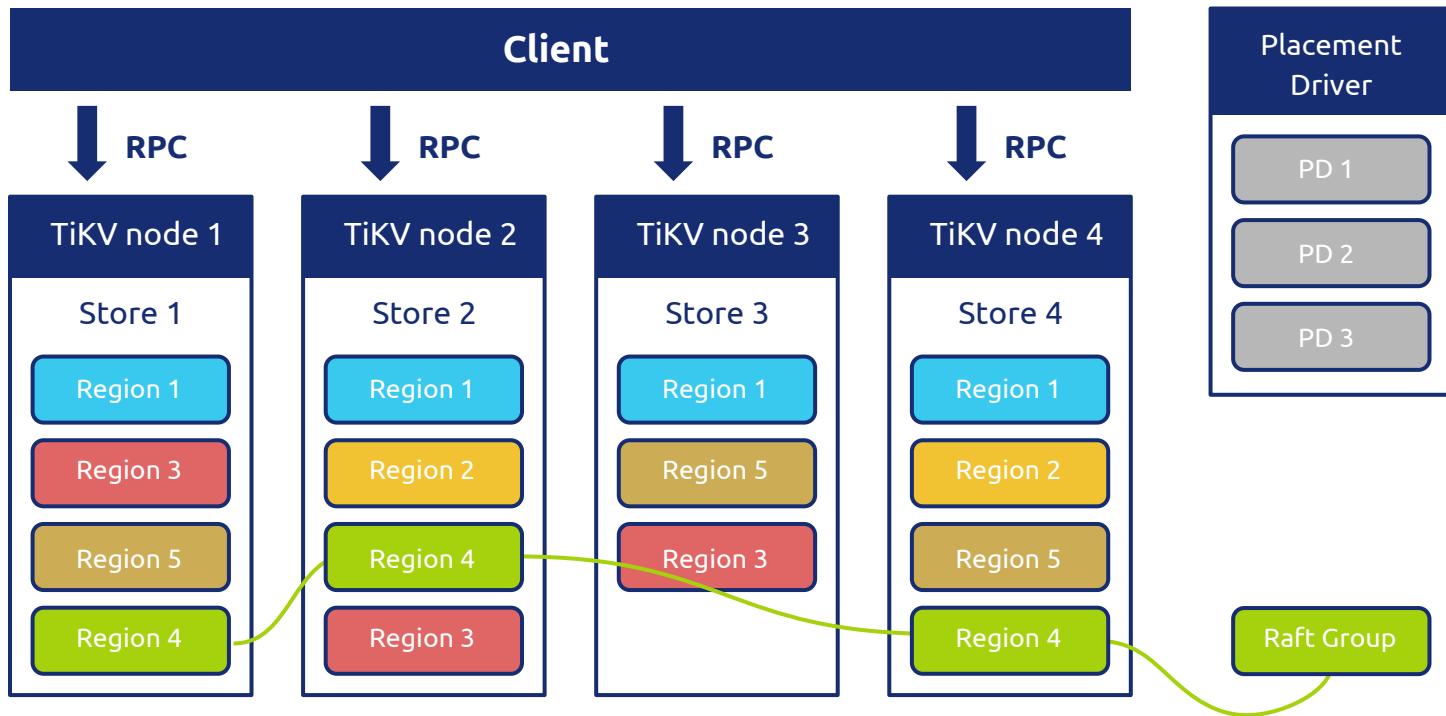 Client
RPC
RPC
RPC
RPC
TiKV node 1
Store 1
Region 1
Region 3
Region 5
Region 4
TiKV node 2
Store 2
Region 1
Region 2
Region 4
Region 3
TiKV node 3
Store 3
Region 1
Region 5
Region 3
TiKV node 4
Store 4
Region 1
Region 2
Region 5
Region 4
Placement
Driver
PD 1
PD 2
PD 3
Raft Group